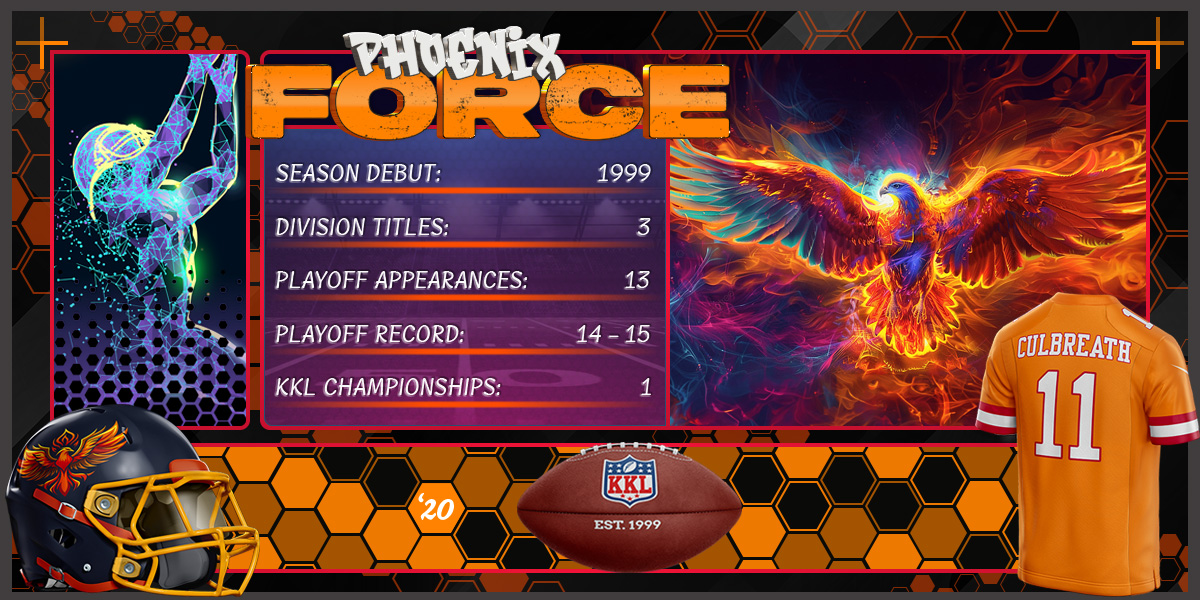 PHOENIX
FORCE
SEASON DEBUT: 1999
DIVISION TITLES: 3
PLAYOFF APPEARANCES: 13
PLAYOFF RECORD: 14 – 15
KKL CHAMPIONSHIPS: 1
CULBREATH
11
‘20
KKL
EST. 1999